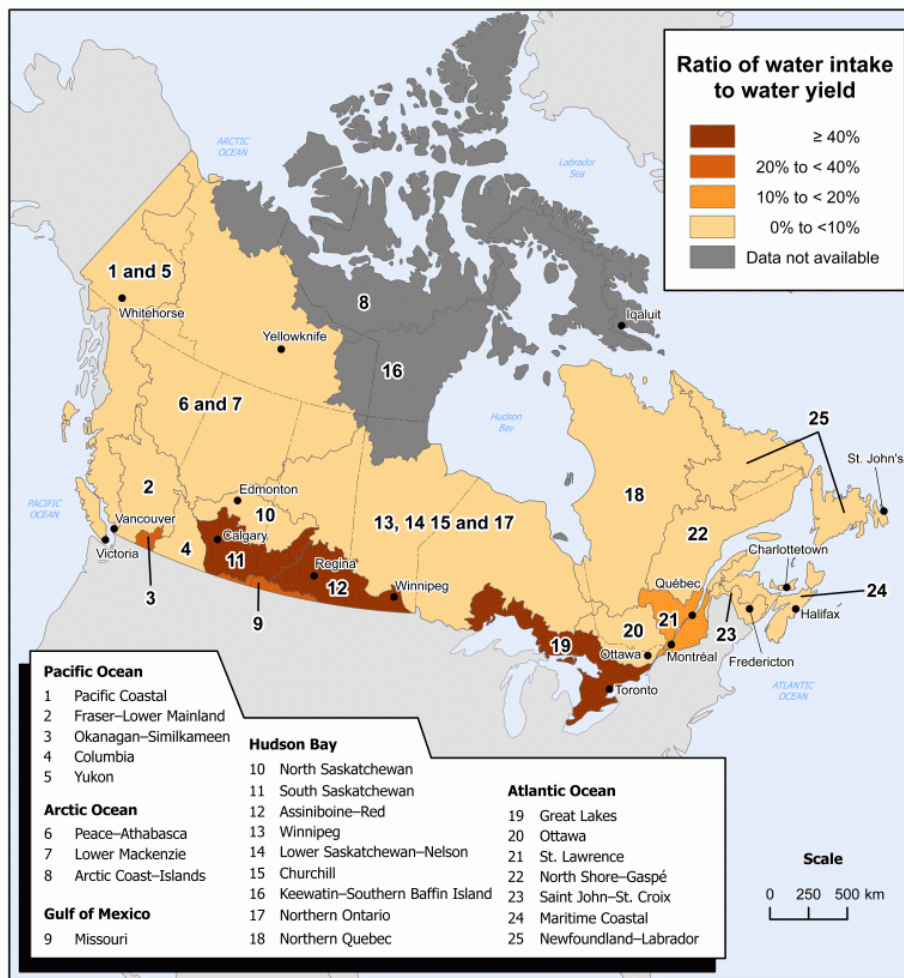 Ratio of water intake
to water yield
≥ 40%
20% to < 40%
10% to < 20%
0% to <10%
Data not available
ARCTIC
OCEAN
Labrador
Sea
1 and 5
Whitehorse
8
Iqaluit
Yellowknife
16
6 and 7
Hudson
Bay
25
St. John's
PACIFIC
OCEAN
2
Edmonton
10
13, 14 15 and 17
18
22
Vancouver
Calgary
Charlottetown
Victoria
4
11
Regina
12
Winnipeg
Québec
24
3
9
19
20
21
Halifax
Ottawa
Montréal
23
Fredericton
Toronto
ATLANTIC
OCEAN
Pacific Ocean
1 Pacific Coastal
2 Fraser–Lower Mainland
3 Okanagan–Similkameen
4 Columbia
5 Yukon
Arctic Ocean
6 Peace–Athabasca
7 Lower Mackenzie
8 Arctic Coast–Islands
Gulf of Mexico
9 Missouri
Hudson Bay
10 North Saskatchewan
11 South Saskatchewan
12 Assiniboine–Red
13 Winnipeg
14 Lower Saskatchewan–Nelson
15 Churchill
16 Keewatin–Southern Baffin Island
17 Northern Ontario
18 Northern Quebec
Atlantic Ocean
19 Great Lakes
20 Ottawa
21 St. Lawrence
22 North Shore–Gaspé
23 Saint John–St. Croix
24 Maritime Coastal
25 Newfoundland–Labrador
Scale
0 250 500 km